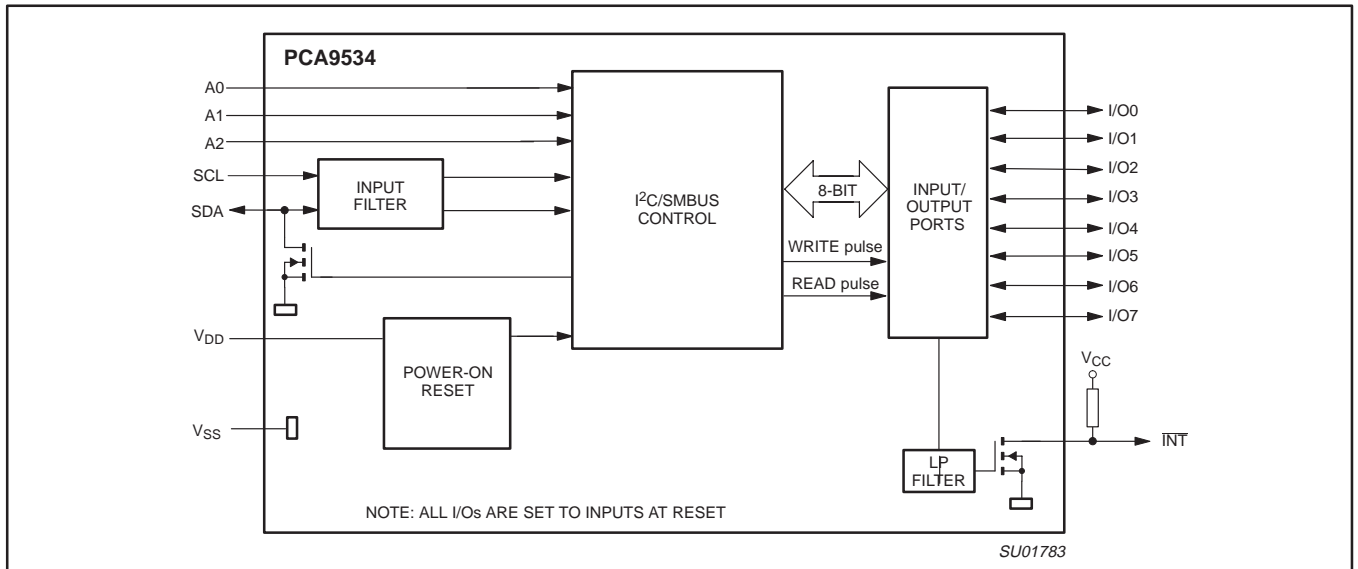 PCA9534
A0
A1
A2
SCL
SDA
INPUT
FILTER
I²C/SMBUS
CONTROL
8-BIT
WRITE pulse
READ pulse
INPUT/
OUTPUT
PORTS
I/O0
I/O1
I/O2
I/O3
I/O4
I/O5
I/O6
I/O7
VDD
POWER-ON
RESET
VSS
VCC
INT
LP
FILTER
NOTE: ALL I/Os ARE SET TO INPUTS AT RESET
SU01783